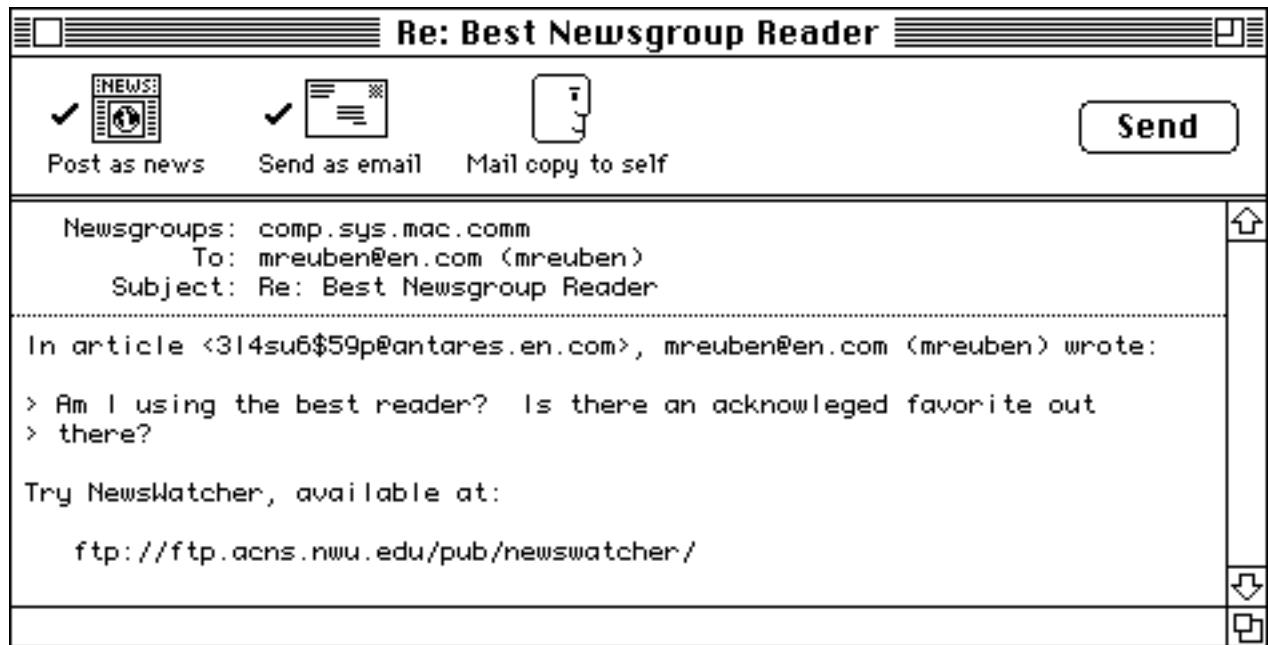 Re: Best Newsgroup Reader
NEWS
Post as news
Send as email
Mail copy to self
Send
Newsgroups: comp.sys.mac.comm
To: mreuben@en.com (mreuben)
Subject: Re: Best Newsgroup Reader
In article <3l4su6$59p@antares.en.com>, mreuben@en.com (mreuben) wrote:
> Am I using the best reader?  Is there an acknowleged favorite out
> there?
Try NewsWatcher, available at:
ftp://ftp.acns.nwu.edu/pub/newswatcher/